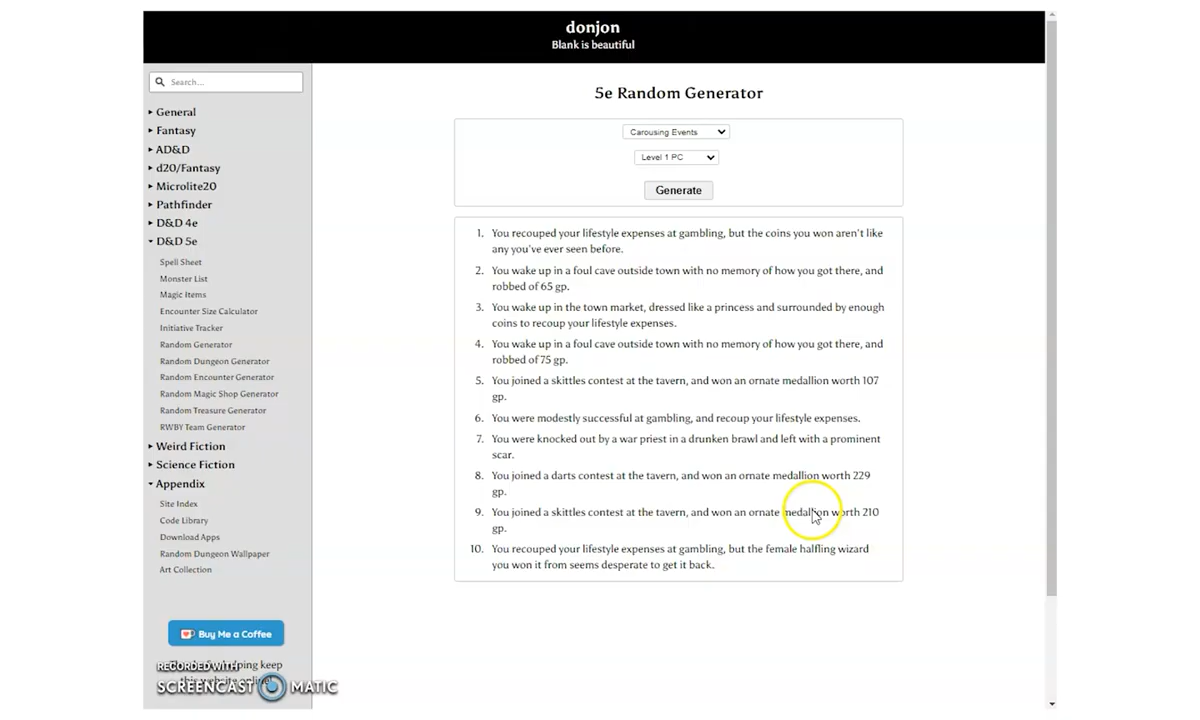 donjon
Blank is beautiful
Search...
General
Fantasy
AD&D
d20/Fantasy
Microlite20
Pathfinder
D&D 4e
D&D 5e
Spell Sheet
Monster List
Magic Items
Encounter Size Calculator
Initiative Tracker
Random Generator
Random Dungeon Generator
Random Encounter Generator
Random Magic Shop Generator
Random Treasure Generator
RWBY Team Generator
Weird Fiction
Science Fiction
Appendix
Site Index
Code Library
Download Apps
Random Dungeon Wallpaper
Art Collection
Buy Me a Coffee
ping keep
this website online!
RECORDED WITH
SCREENCAST MATIC
5e Random Generator
Carousing Events
Level 1 PC
Generate
1. You recouped your lifestyle expenses at gambling, but the coins you won aren't like
any you've ever seen before.
2. You wake up in a foul cave outside town with no memory of how you got there, and
robbed of 65 gp.
3. You wake up in the town market, dressed like a princess and surrounded by enough
coins to recoup your lifestyle expenses.
4. You wake up in a foul cave outside town with no memory of how you got there, and
robbed of 75 gp.
5. You joined a skittles contest at the tavern, and won an ornate medallion worth 107
gp.
6. You were modestly successful at gambling, and recoup your lifestyle expenses.
7. You were knocked out by a war priest in a drunken brawl and left with a prominent
scar.
8. You joined a darts contest at the tavern, and won an ornate medallion worth 229
gp.
9. You joined a skittles contest at the tavern, and won an ornate medallion worth 210
gp.
10. You recouped your lifestyle expenses at gambling, but the female halfling wizard
you won it from seems desperate to get it back.